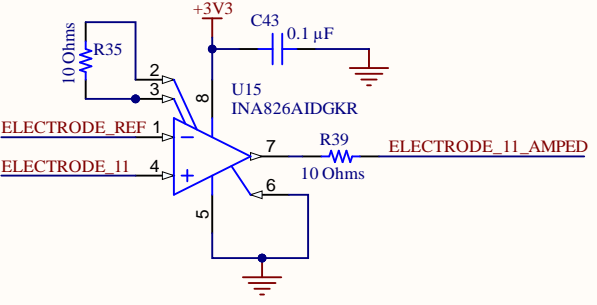 +3V3
C43
0.1 µF
10 Ohms
R35
2
3
8
U15
INA826AIDGKR
ELECTRODE_REF
1
7
R39
10 Ohms
ELECTRODE_11_AMPED
ELECTRODE_11
4
6
5